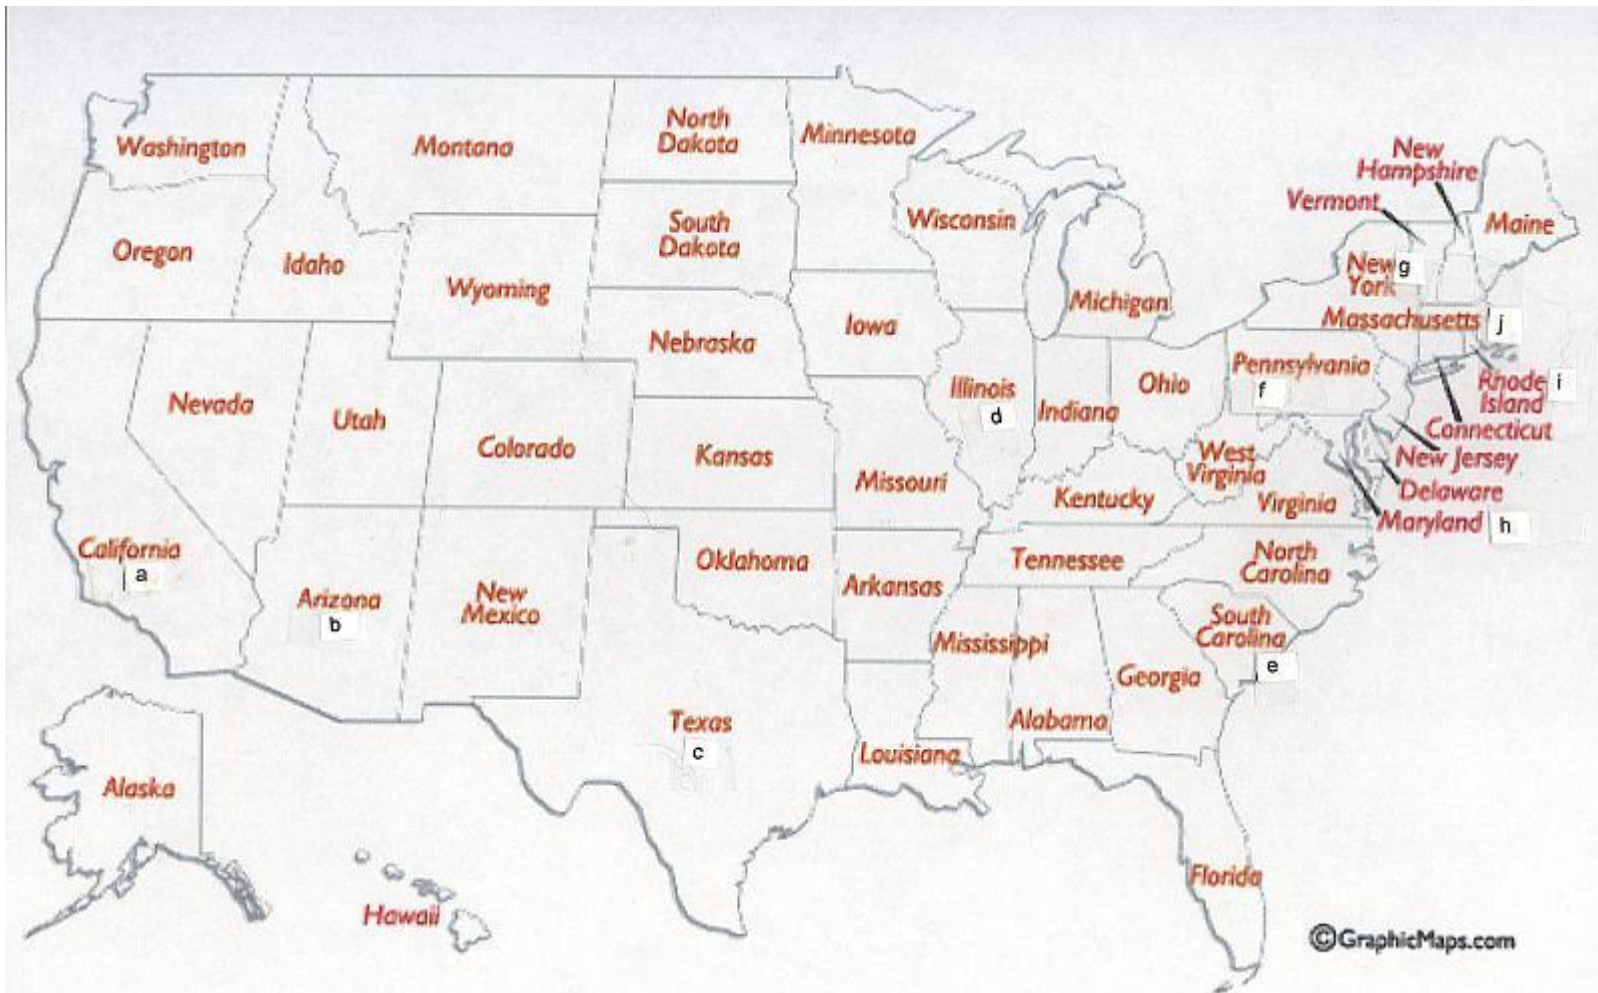 North
Dakota
Minnesota
Washington
Montana
New
Hampshire
Vermont
Maine
South
Dakota
Wisconsin
Oregon
Idaho
Wyoming
New g
York
Michigan
Iowa
Massachusetts j
Nebraska
Pennsylvania
f
Rhode i
Island
Illinois
d
Ohio
Indiana
Nevada
Utah
Connecticut
Colorado
Kansas
West
Virginia
New Jersey
Missouri
Kentucky
Virginia
Delaware
Maryland h
California
a
Arizona
b
New
Mexico
Oklahoma
Arkansas
Tennessee
North
Carolina
South
Carolina
e
Mississippi
Georgia
Alabama
Texas
c
Louisiana
Alaska
Hawaii
Florida
©GraphicMaps.com